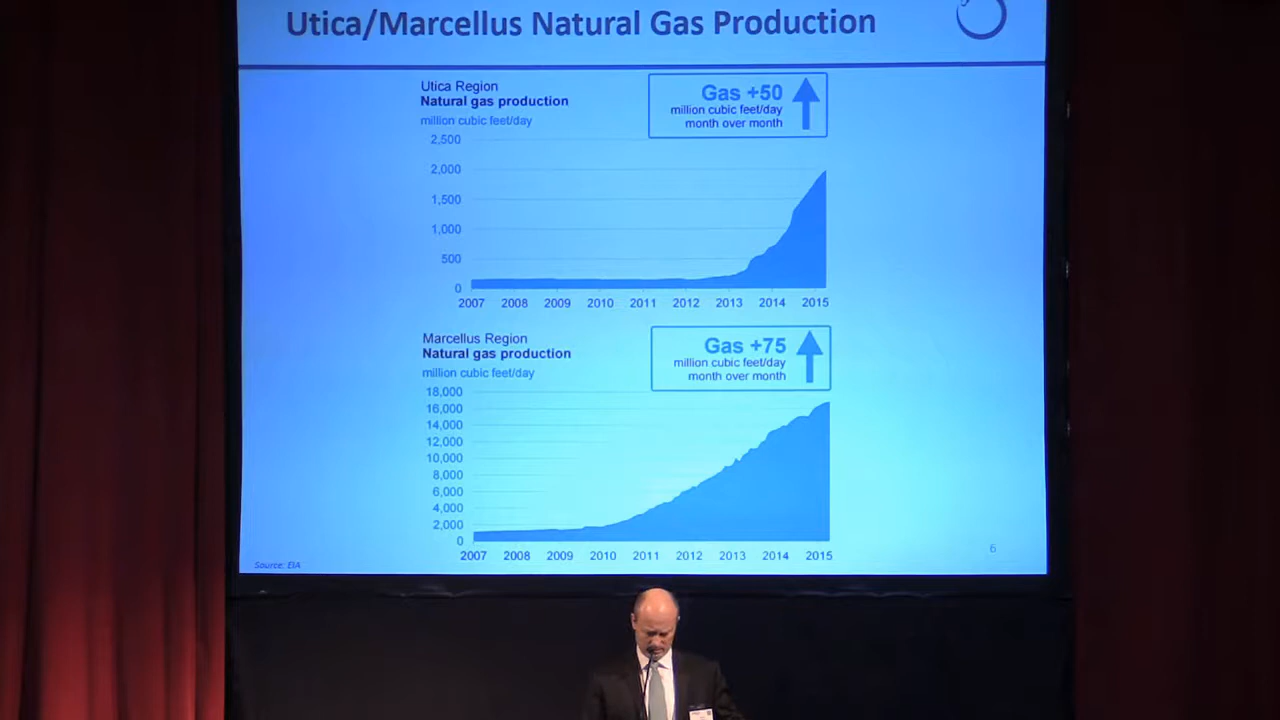 Utica/Marcellus Natural Gas Production
Utica Region
Natural gas production
million cubic feet/day
Gas +50
million cubic feet/day
month over month
2,500
2,000
1,500
1,000
500
0
2007 2008 2009 2010 2011 2012 2013 2014 2015
Marcellus Region
Natural gas production
million cubic feet/day
Gas +75
million cubic feet/day
month over month
18,000
16,000
14,000
12,000
10,000
8,000
6,000
4,000
2,000
0
2007 2008 2009 2010 2011 2012 2013 2014 2015
6
Source: EIA